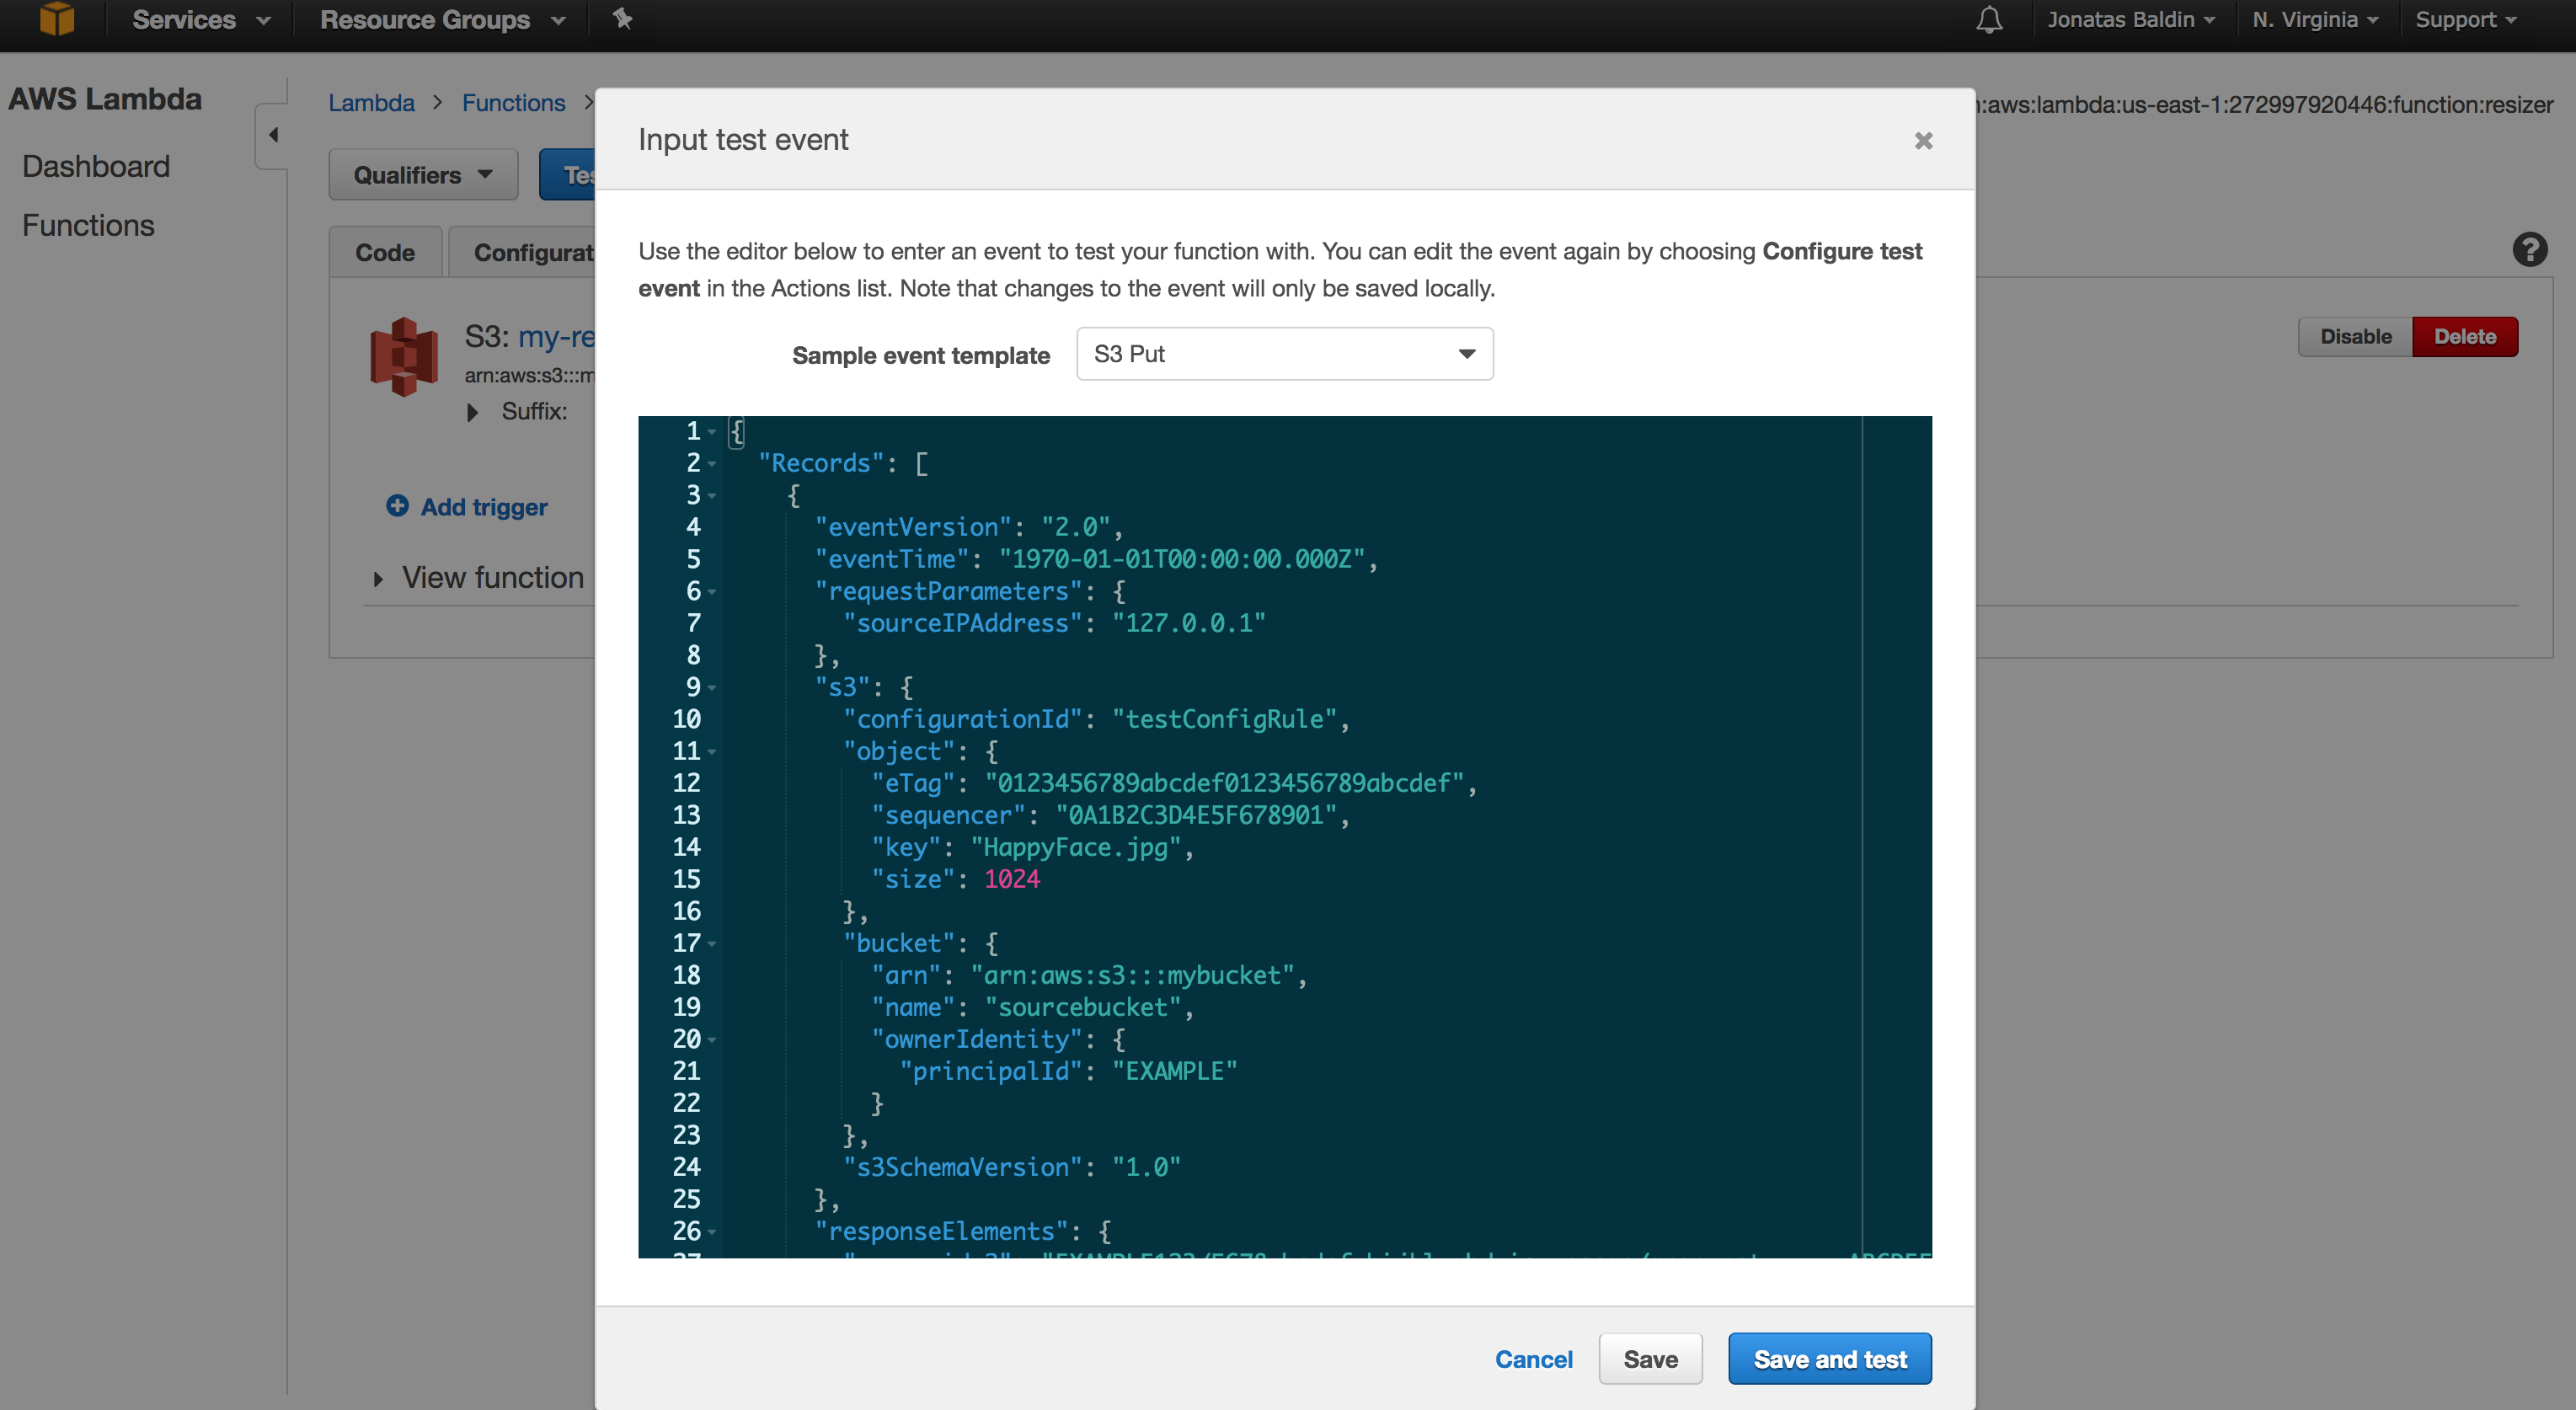 Services
Resource Groups
Jonatas Baldin
N. Virginia
Support
AWS Lambda
Dashboard
Functions
Lambda > Functions >
:aws:lambda:us-east-1:272997920446:function:resizer
Qualifiers
Code
S3:
Suffix:
Disable
Delete
Add trigger
View function
Input test event
Use the editor below to enter an event to test your function with. You can edit the event again by choosing Configure test
event in the Actions list. Note that changes to the event will only be saved locally.
Sample event template
S3 Put
1 {
2 "Records": [
3 {
4 "eventVersion": "2.0",
5 "eventTime": "1970-01-01T00:00:00.000Z",
6 "requestParameters": {
7 "sourceIPAddress": "127.0.0.1"
8 },
9 "s3": {
10 "configurationId": "testConfigRule",
11 "object": {
12 "eTag": "0123456789abcdef0123456789abcdef",
13 "sequencer": "0A1B2C3D4E5F678901",
14 "key": "HappyFace.jpg",
15 "size": 1024
16 },
17 "bucket": {
18 "arn": "arn:aws:s3:::mybucket",
19 "name": "sourcebucket",
20 "ownerIdentity": {
21 "principalId": "EXAMPLE"
22 }
23 },
24 "s3SchemaVersion": "1.0"
25 },
26 "responseElements": {
Cancel
Save
Save and test